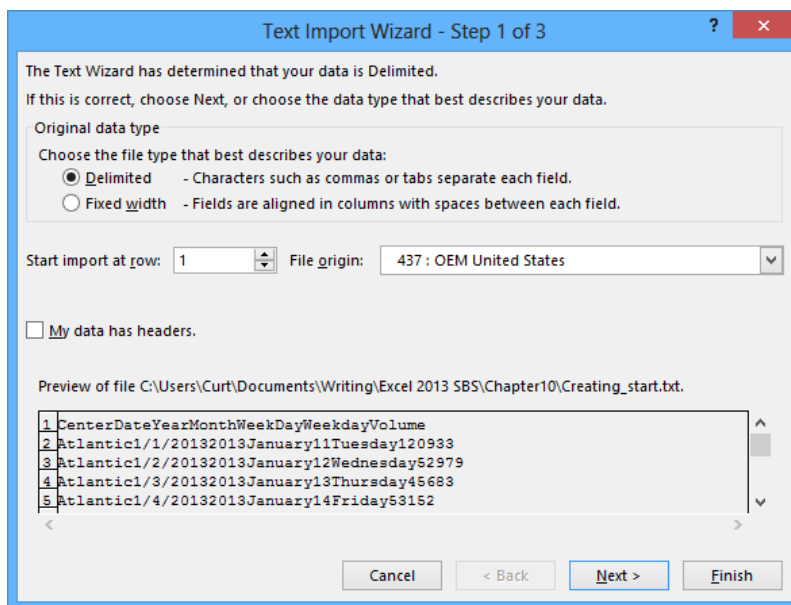 Text Import Wizard - Step 1 of 3
?
The Text Wizard has determined that your data is Delimited.
If this is correct, choose Next, or choose the data type that best describes your data.
Original data type
Choose the file type that best describes your data:
Delimited - Characters such as commas or tabs separate each field.
Fixed width - Fields are aligned in columns with spaces between each field.
Start import at row: 1 File origin: 437 : OEM United States
My data has headers.
Preview of file C:\Users\Curt\Documents\Writing\Excel 2013 SBS\Chapter10\Creating_start.txt.
1 CenterDateYearMonthWeekDayWeekdayVolume
2 Atlantic1/1/20132013January11Tuesday120933
3 Atlantic1/2/20132013January12Wednesday52979
4 Atlantic1/3/20132013January13Thursday45683
5 Atlantic1/4/20132013January14Friday53152
Cancel < Back Next > Finish